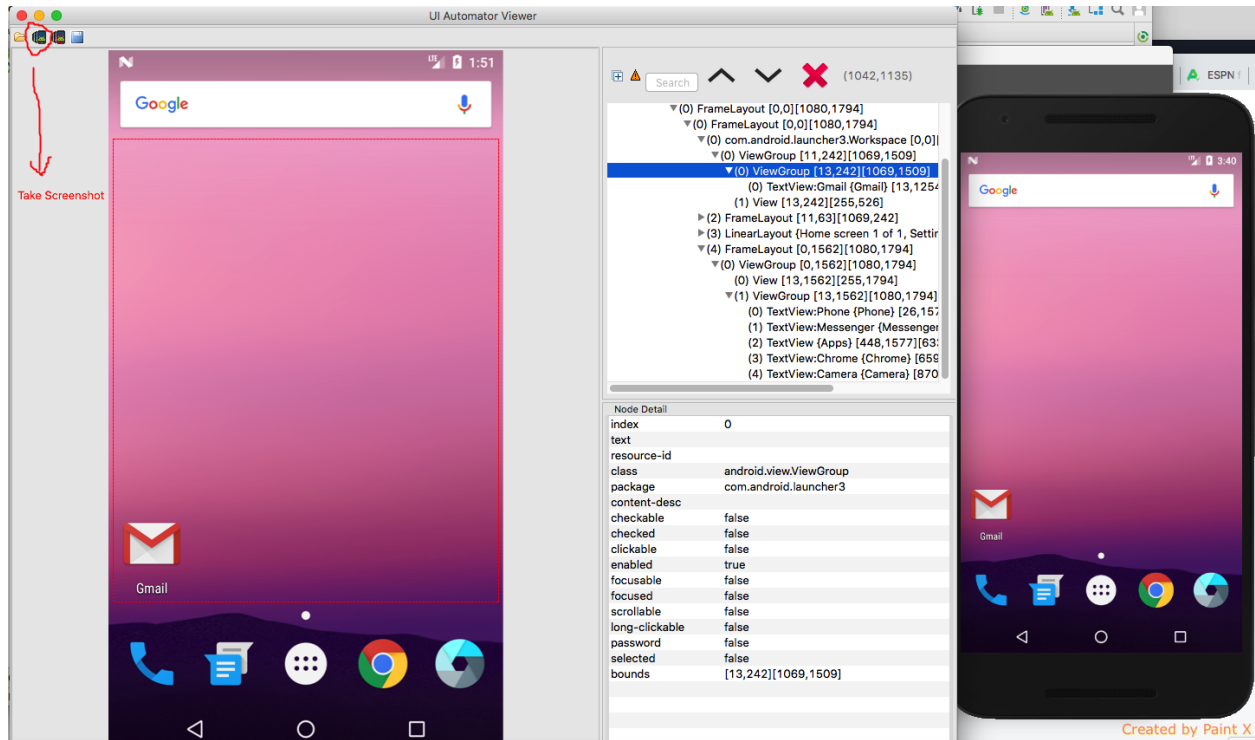 UI Automator Viewer
1:51
Google
Take Screenshot
Gmail
Search
(1042,1135)
(0) FrameLayout [0,0][1080,1794]
(0) FrameLayout [0,0][1080,1794]
(0) com.android.launcher3.Workspace [0,0]
(0) ViewGroup [11,242][1069,1509]
(0) ViewGroup [13,242][1069,1509]
(0) TextView:Gmail {Gmail} [13,1254
(1) View [13,242][255,526]
(2) FrameLayout [11,63][1069,242]
(3) LinearLayout {Home screen 1 of 1, Settin
(4) FrameLayout [0,1562][1080,1794]
(0) ViewGroup [0,1562][1080,1794]
(0) View [13,1562][255,1794]
(1) ViewGroup [13,1562][1080,1794]
(0) TextView:Phone {Phone} [26,157
(1) TextView:Messenger {Messenger
(2) TextView {Apps} [448,1577][633
(3) TextView:Chrome {Chrome} [659
(4) TextView:Camera {Camera} [870
Node Detail
index 0
text
resource-id
class android.view.ViewGroup
package com.android.launcher3
content-desc
checkable false
checked false
clickable false
enabled true
focusable false
focused false
scrollable false
long-clickable false
password false
selected false
bounds [13,242][1069,1509]
ESPN
3:40
Google
Gmail
Created by Paint X